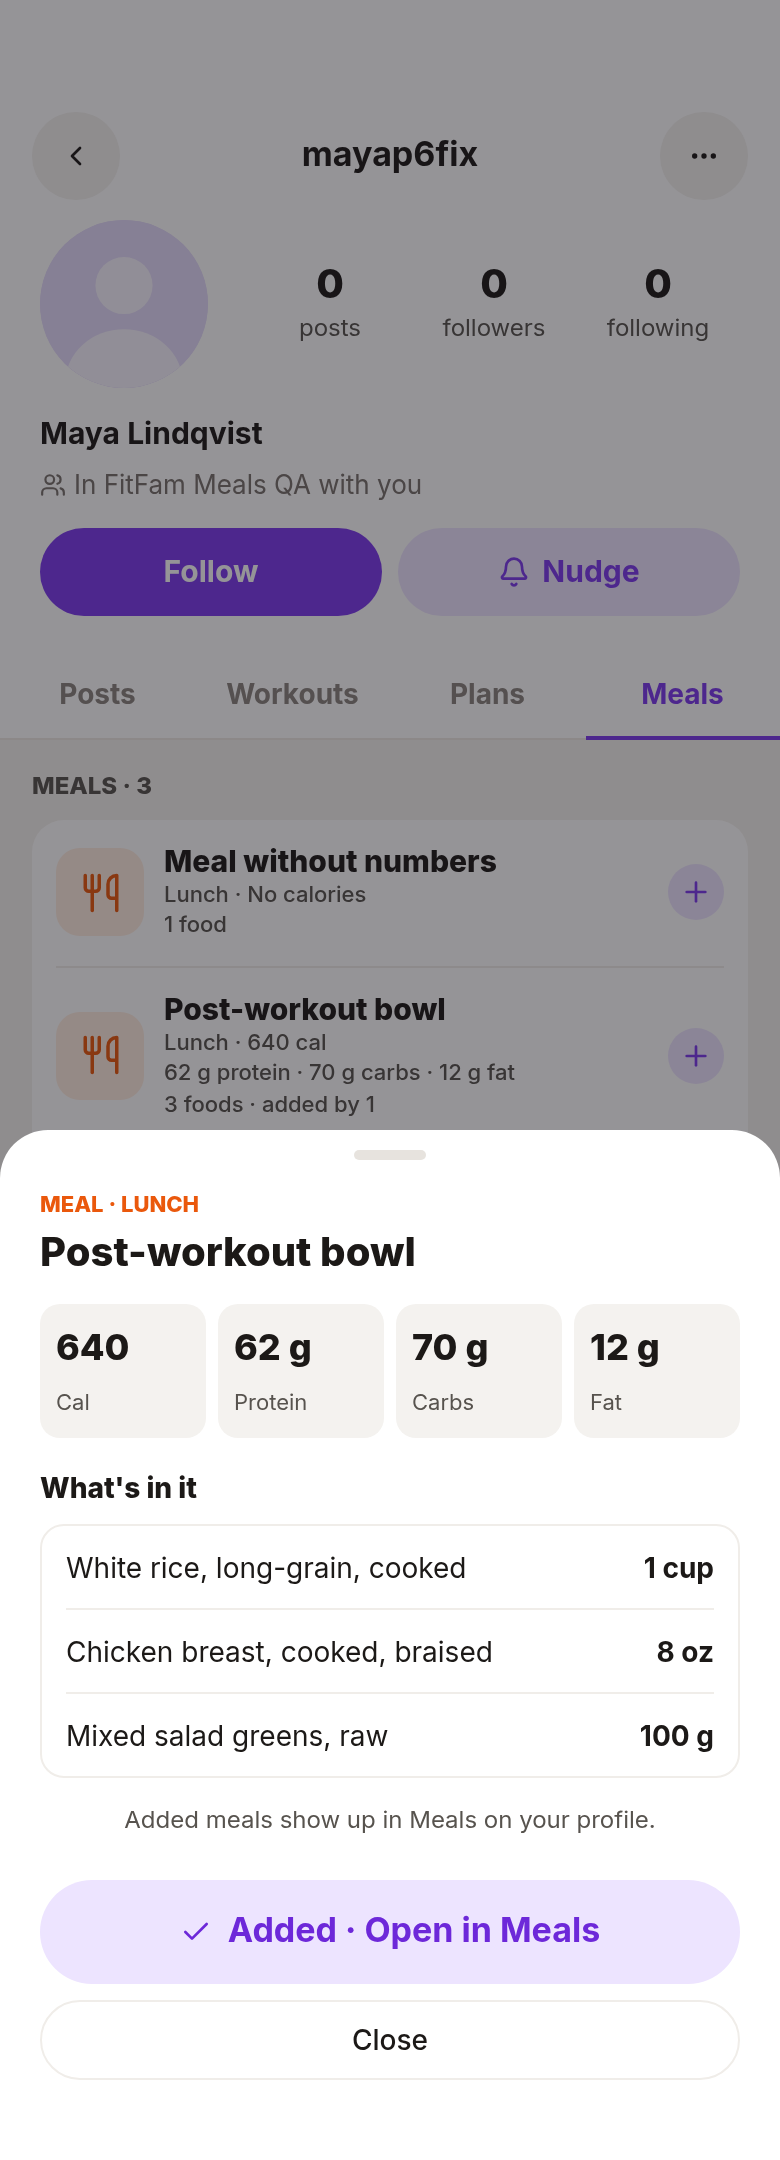 mayap6fix
0 0 0
posts followers following
Maya Lindqvist
In FitFam Meals QA with you
Follow Nudge
Posts Workouts Plans Meals
MEALS · 3
Meal without numbers
Lunch · No calories
1 food
Post-workout bowl
Lunch · 640 cal
62 g protein · 70 g carbs · 12 g fat
3 foods · added by 1
MEAL · LUNCH
Post-workout bowl
640 62 g 70 g 12 g
Cal Protein Carbs Fat
What's in it
White rice, long-grain, cooked 1 cup
Chicken breast, cooked, braised 8 oz
Mixed salad greens, raw 100 g
Added meals show up in Meals on your profile.
Added · Open in Meals
Close